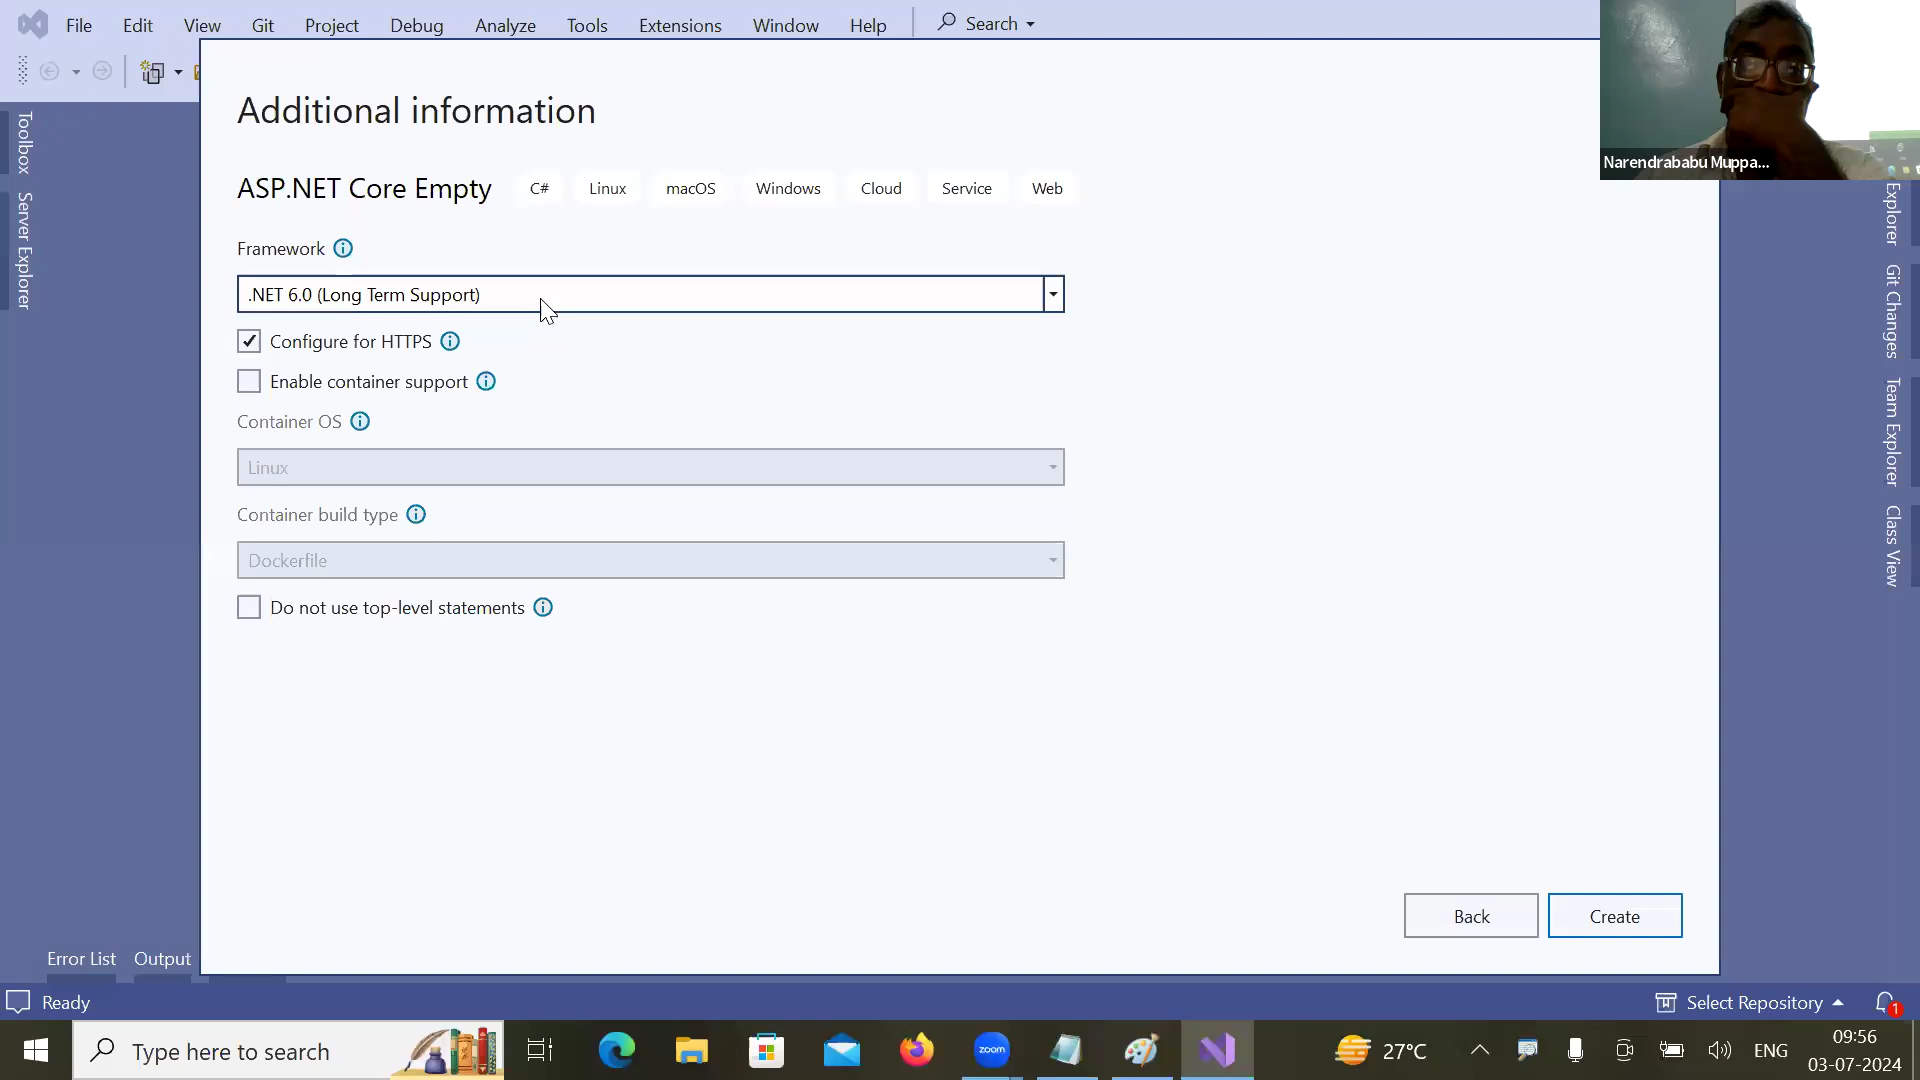 File Edit View Git Project Debug Analyze Tools Extensions Window Help Search
Additional information
ASP.NET Core Empty C# Linux macOS Windows Cloud Service Web
Framework
.NET 6.0 (Long Term Support)
Configure for HTTPS
Enable container support
Container OS
Linux
Container build type
Dockerfile
Do not use top-level statements
Back Create
Toolbox
Server Explorer
Narendrababu Muppa...
Explorer
Git Changes
Team Explorer
Class View
Error List Output
Ready
Select Repository
1
Type here to search
zoom
27°C
ENG
09:56
03-07-2024